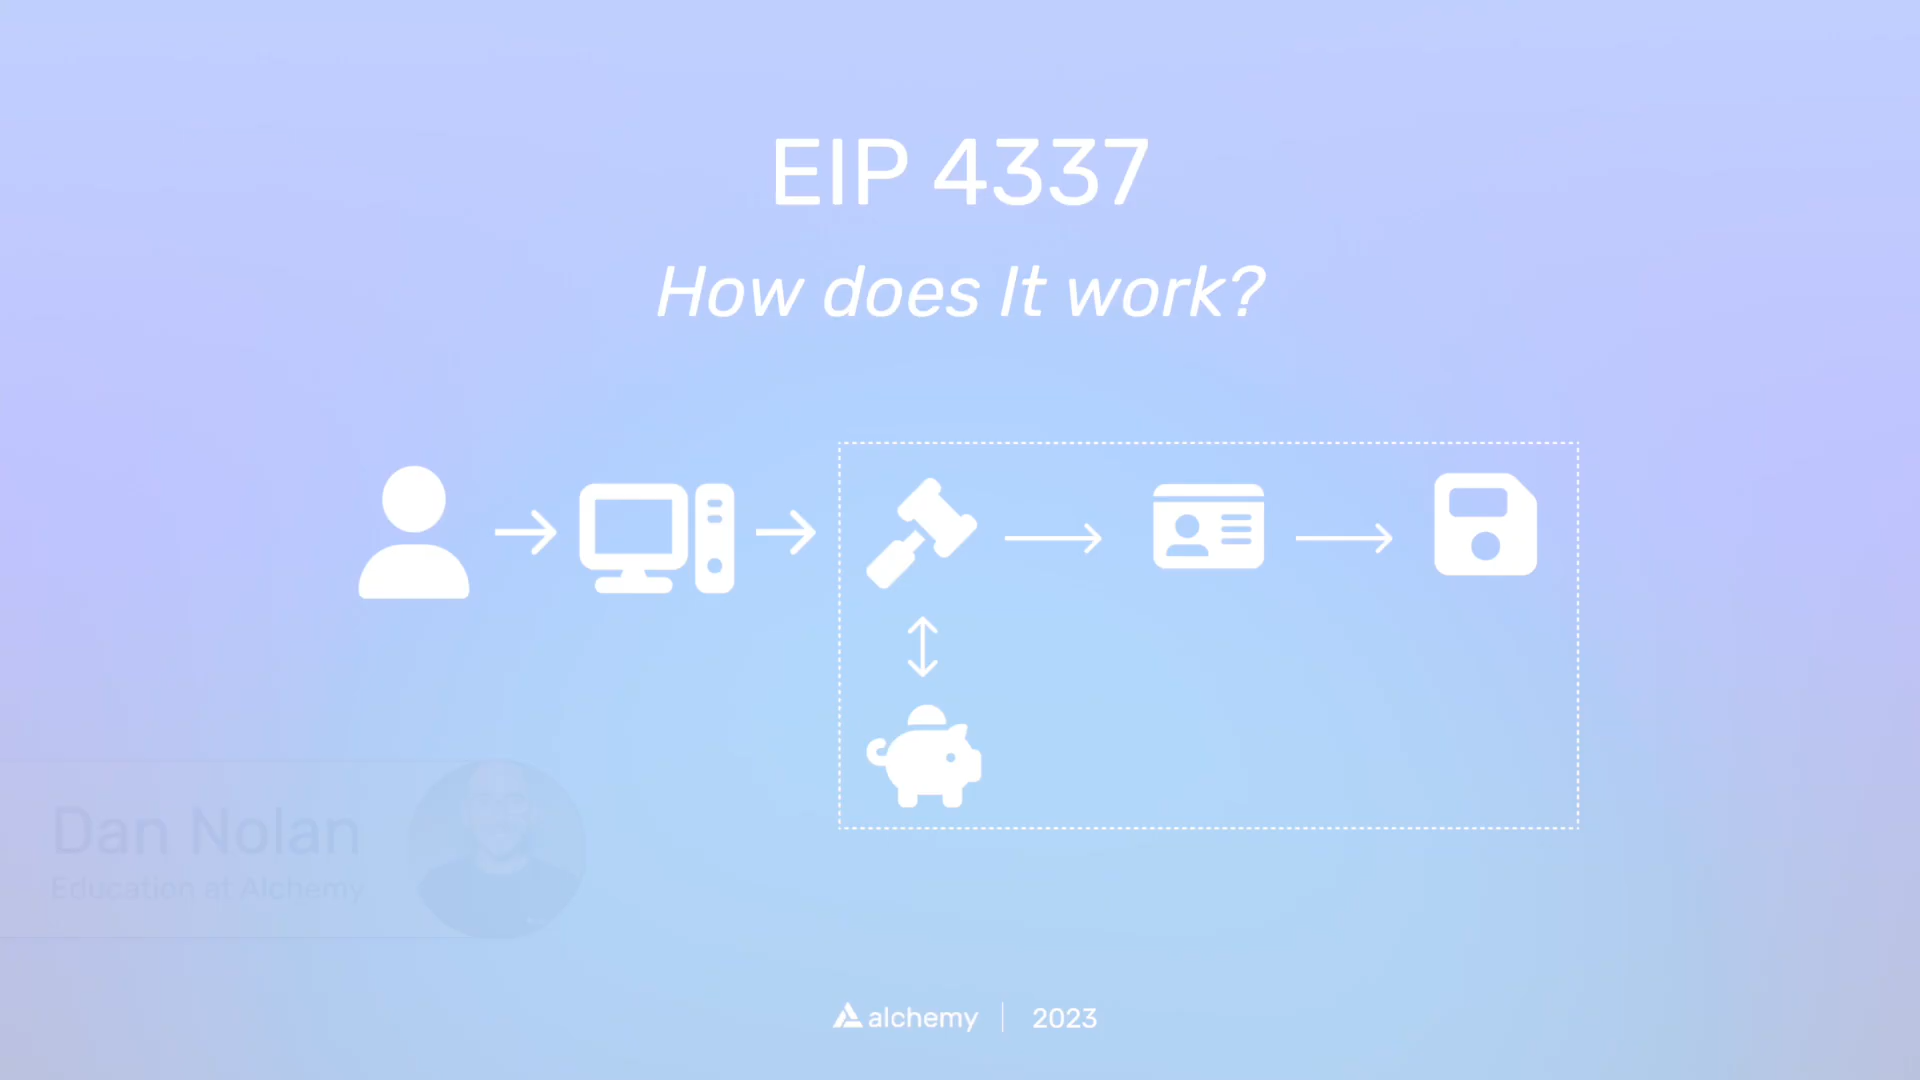 EIP 4337
How does It work?
Dan Nolan
Education at Alchemy
alchemy | 2023